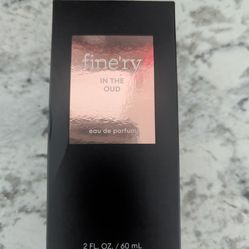 fine'ry
IN THE
OUD
eau de parfum
2 FL. OZ. / 60 mL